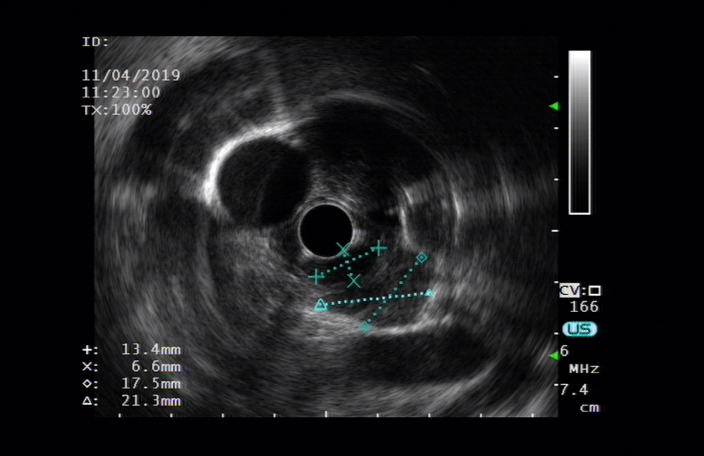 ID:
11/04/2019
11:23:00
TX:100%
CV:
166
US
6
MHz
7.4
cm
+: 13.4mm
×: 6.6mm
◇: 17.5mm
△: 21.3mm